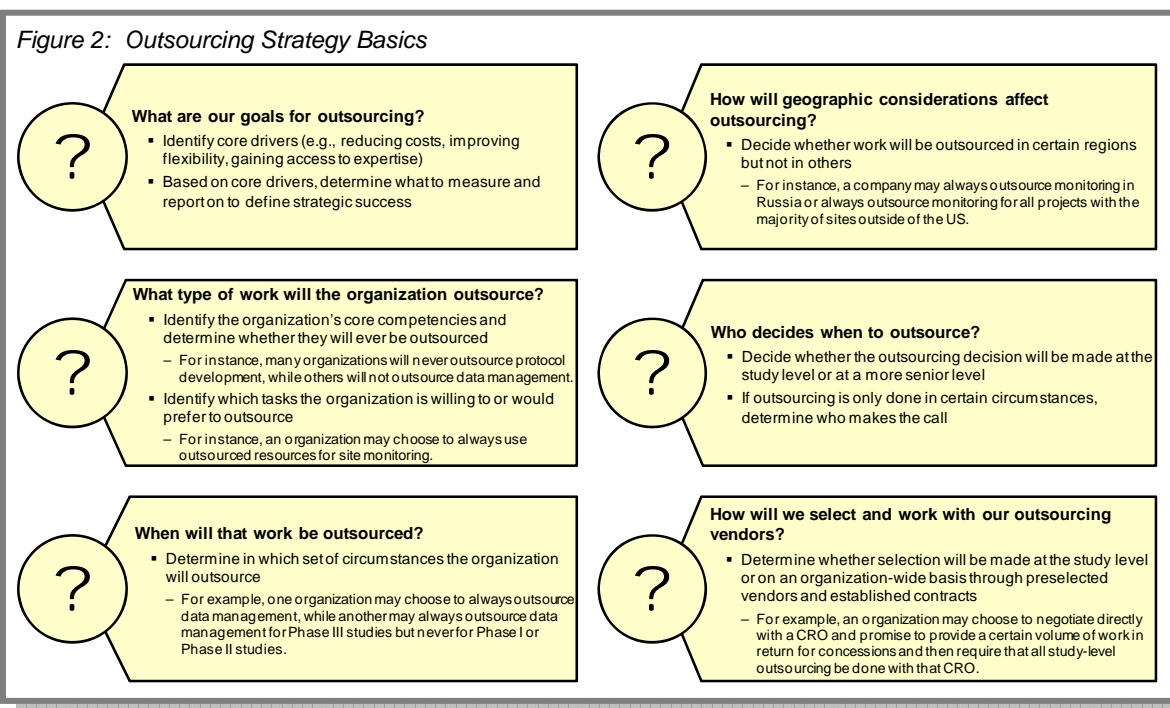 Figure 2: Outsourcing Strategy Basics
?
What are our goals for outsourcing?
▪ Identify core drivers (e.g., reducing costs, improving
flexibility, gaining access to expertise)
▪ Based on core drivers, determine what to measure and
report on to define strategic success
?
What type of work will the organization outsource?
▪ Identify the organization's core competencies and
determine whether they will ever be outsourced
– For instance, many organizations will never outsource protocol
development, while others will not outsource data management.
▪ Identify which tasks the organization is willing to or would
prefer to outsource
– For instance, an organization may choose to always use
outsourced resources for site monitoring.
?
When will that work be outsourced?
▪ Determine in which set of circumstances the organization
will outsource
– For example, one organization may choose to always outsource
data management, while another may always outsource data
management for Phase III studies but never for Phase I or
Phase II studies.
?
How will geographic considerations affect
outsourcing?
▪ Decide whether work will be outsourced in certain regions
but not in others
– For instance, a company may always outsource monitoring in
Russia or always outsource monitoring for all projects with the
majority of sites outside of the US.
?
Who decides when to outsource?
▪ Decide whether the outsourcing decision will be made at the
study level or at a more senior level
▪ If outsourcing is only done in certain circumstances,
determine who makes the call
?
How will we select and work with our outsourcing
vendors?
▪ Determine whether selection will be made at the study level
or on an organization-wide basis through preselected
vendors and established contracts
– For example, an organization may choose to negotiate directly
with a CRO and promise to provide a certain volume of work in
return for concessions and then require that all study-level
outsourcing be done with that CRO.